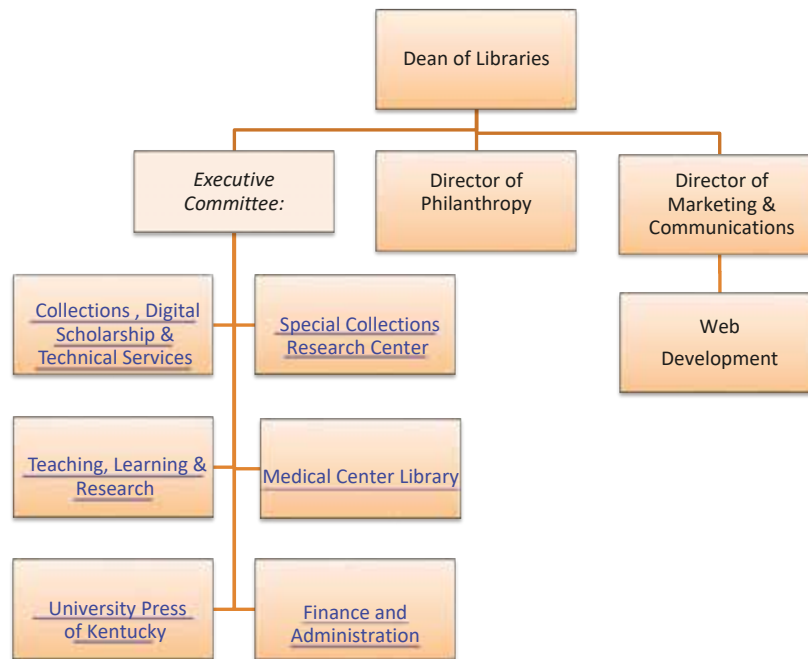 Dean of Libraries
Executive
Committee:
Director of
Philanthropy
Director of
Marketing &
Communications
Collections , Digital
Scholarship &
Technical Services
Special Collections
Research Center
Web
Development
Teaching, Learning &
Research
Medical Center Library
University Press
of Kentucky
Finance and
Administration